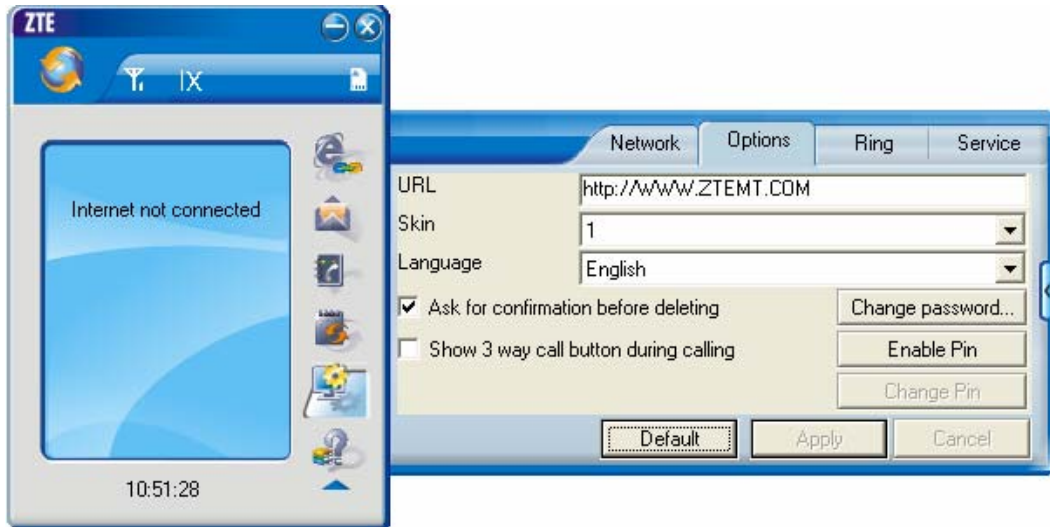 ZTE
IX
Internet not connected
10:51:28
Network Options Ring Service
URL http://WWW.ZTEMT.COM
Skin 1
Language English
Ask for confirmation before deleting Change password...
Show 3 way call button during calling Enable Pin
Change Pin
Default Apply Cancel